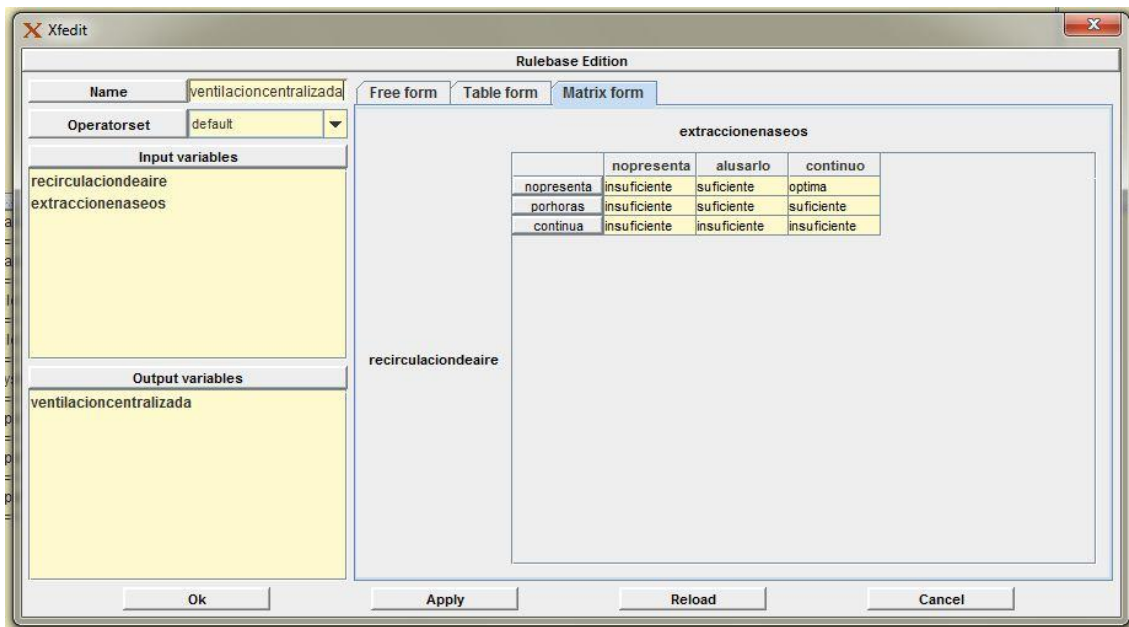 Xfedit
Rulebase Edition
Name ventilacioncentralizada
Operatorset default
Input variables
recirculaciondeaire
extraccionenaseos
Output variables
ventilacioncentralizada
Free form Table form Matrix form
extraccionenaseos
nopresenta alusarlo continuo
nopresenta insuficiente suficiente optima
porhoras insuficiente suficiente suficiente
continua insuficiente insuficiente insuficiente
recirculaciondeaire
Ok Apply Reload Cancel